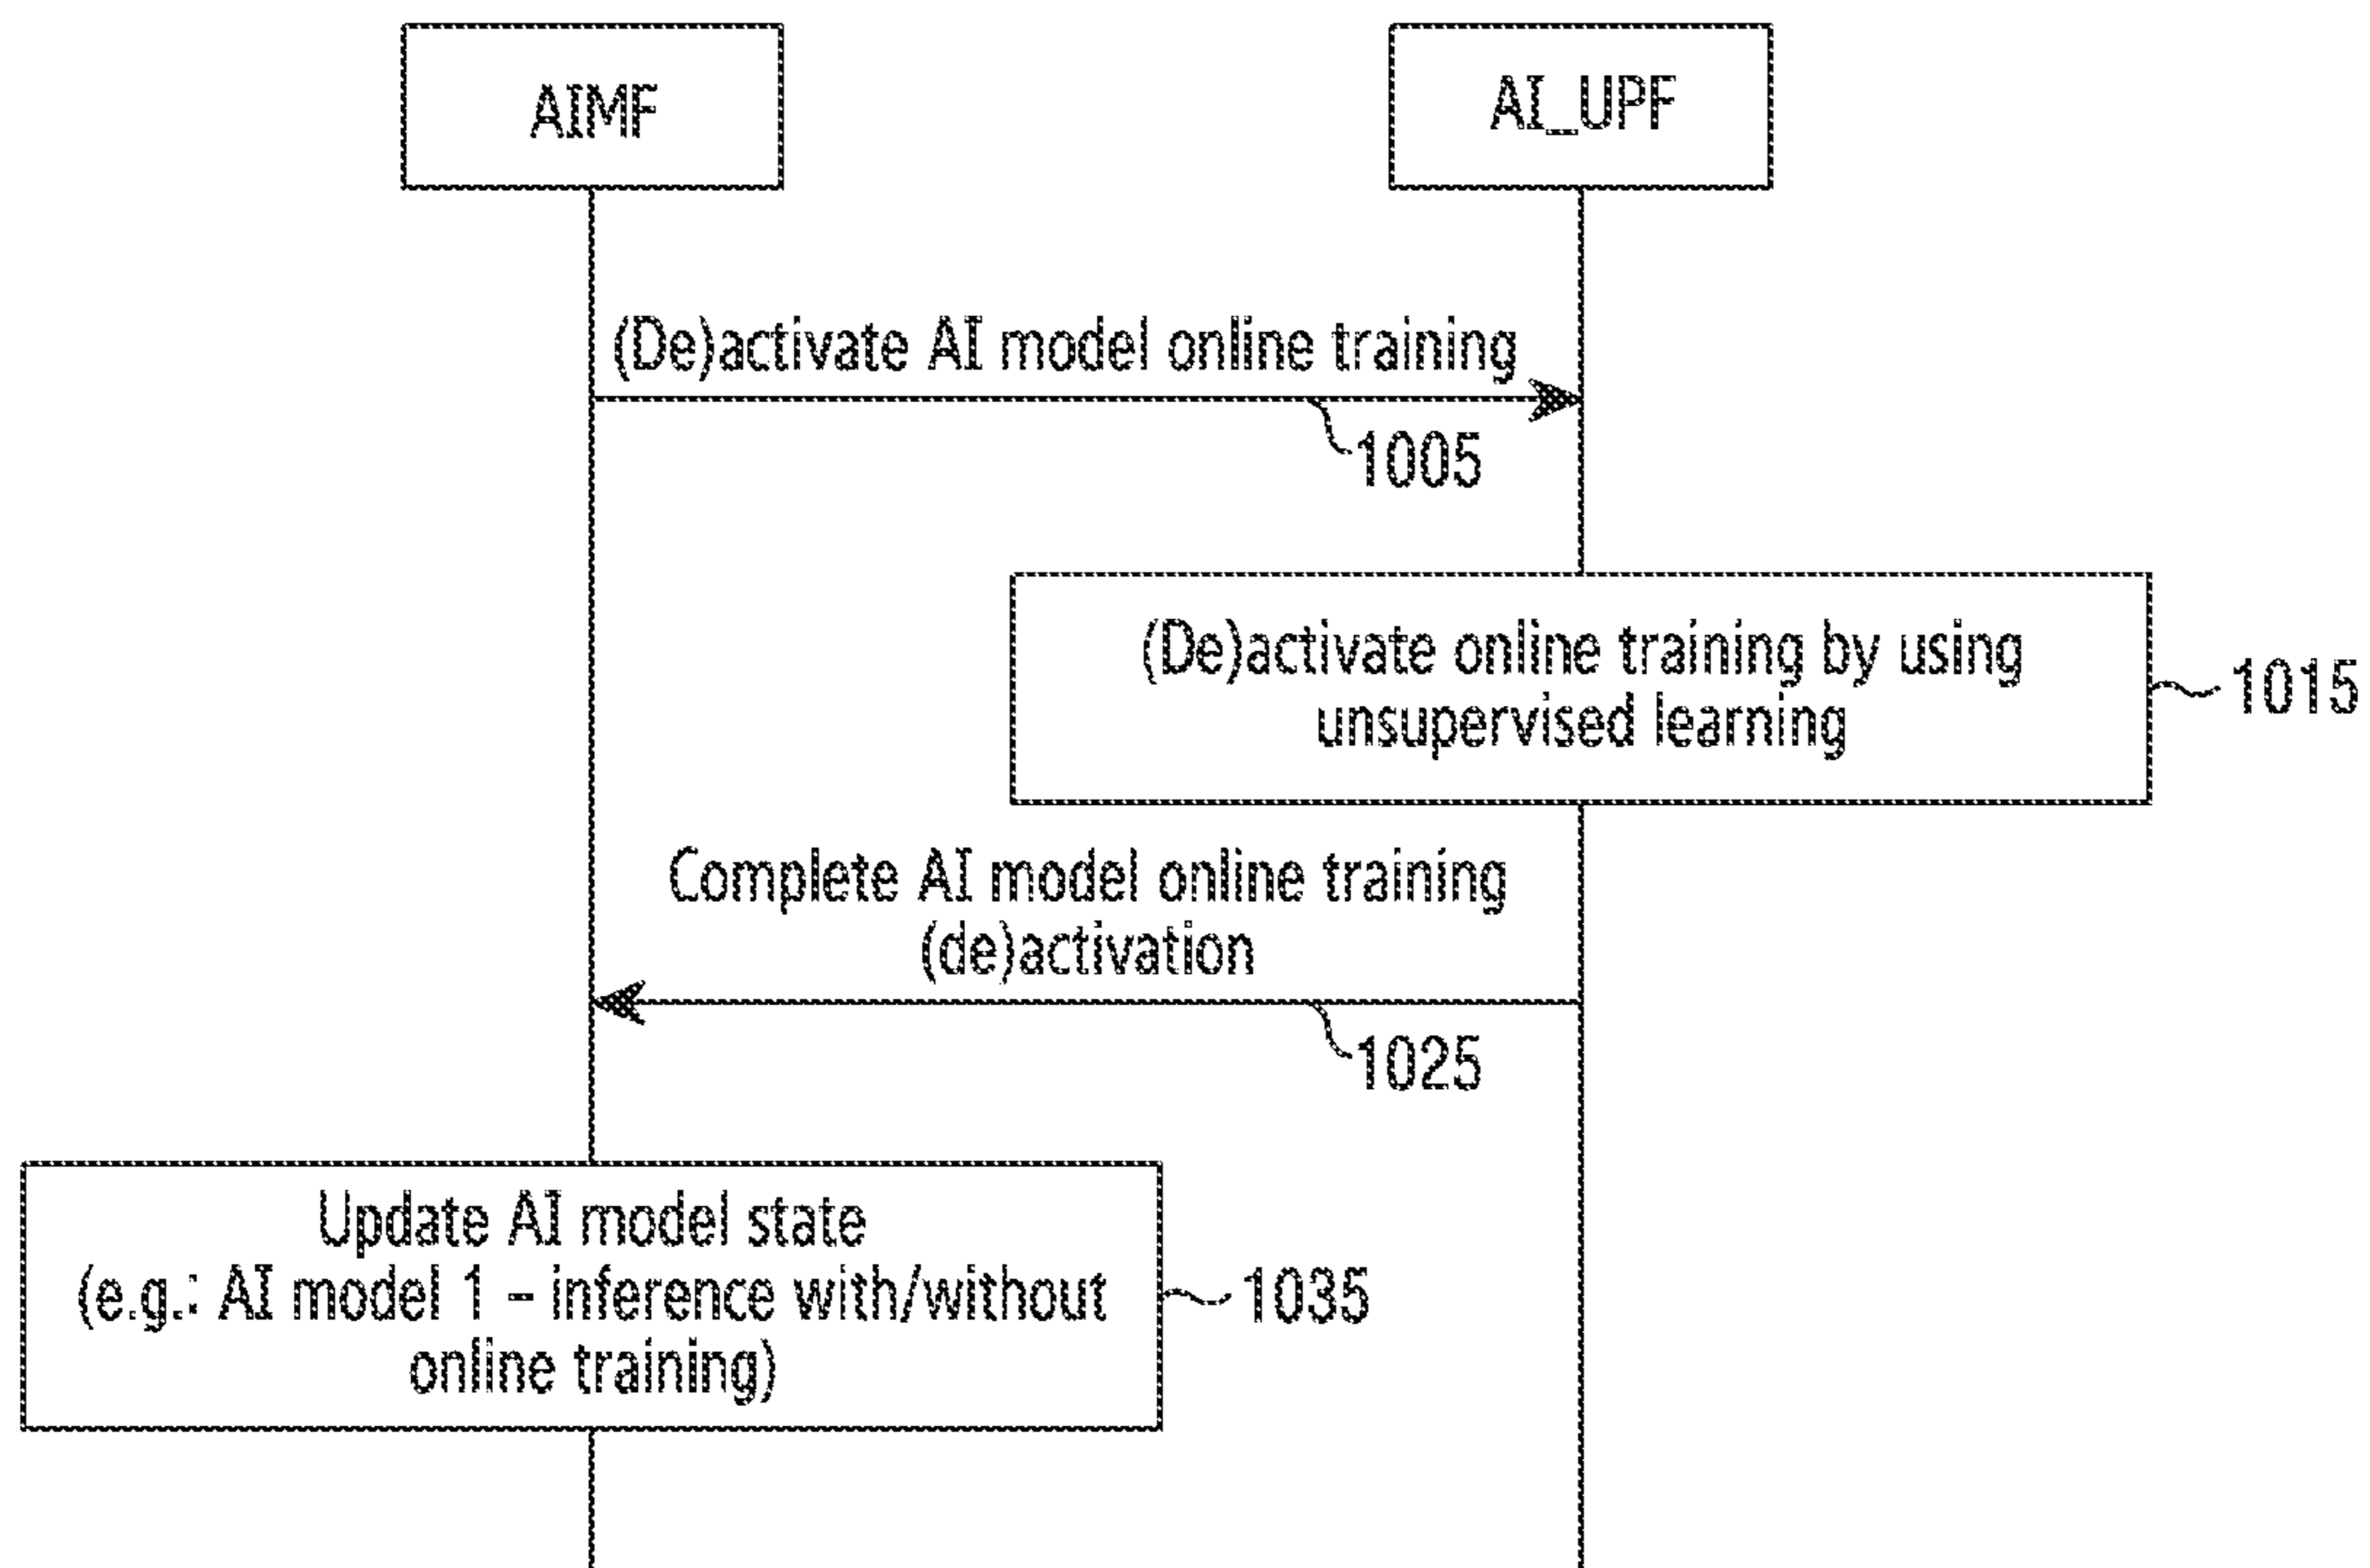 AIMF
AI_UPF
(De)activate AI model online training
1005
(De)activate online training by using
unsupervised learning
1015
Complete AI model online training
(de)activation
1025
Update AI model state
(e.g.: AI model 1 – inference with/without
online training)
1035